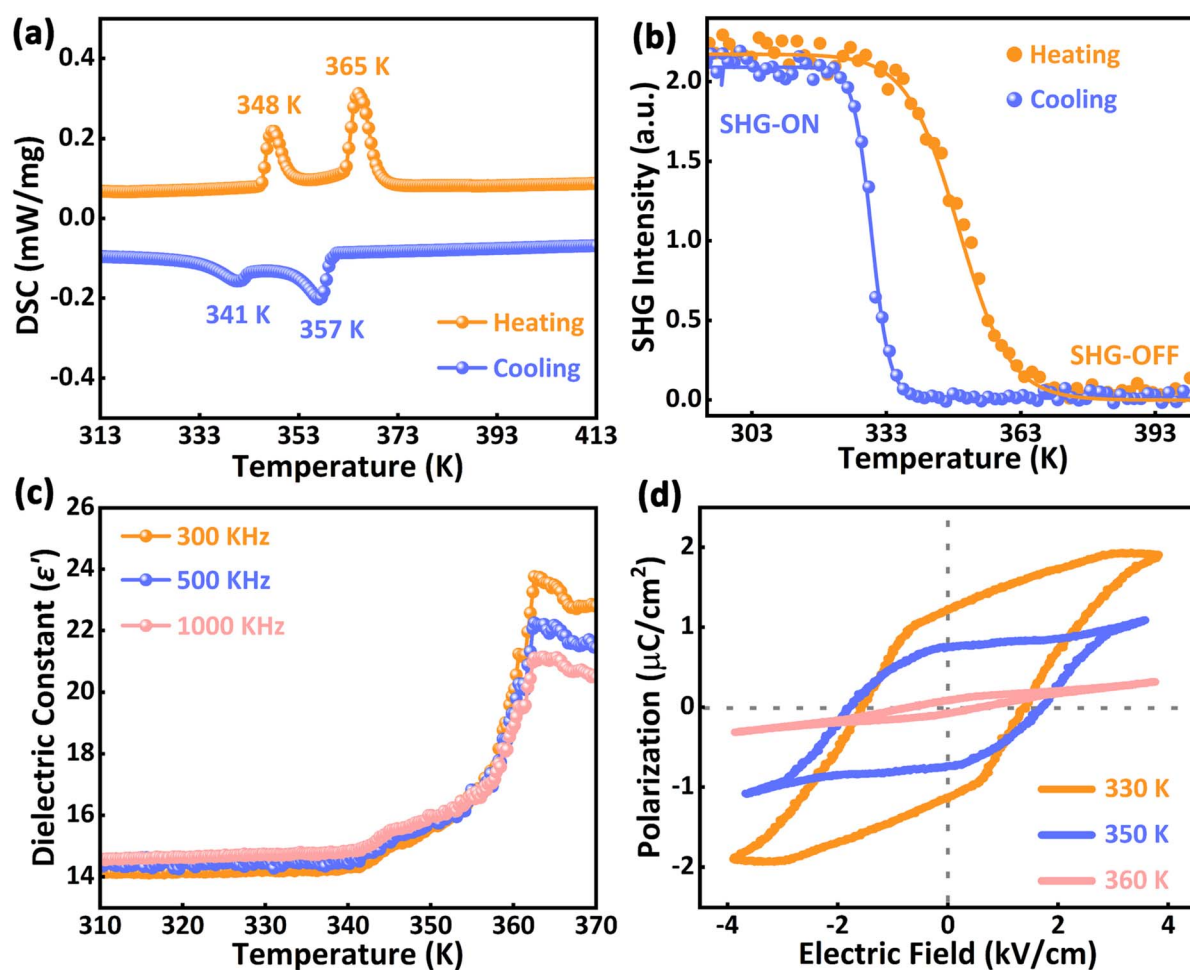 (a)
0.4
0.2
0.0
-0.2
-0.4
DSC (mW/mg)
348 K
365 K
341 K
357 K
Heating
Cooling
313
333
353
373
393
413
Temperature (K)
(b)
2.0
1.5
1.0
0.5
0.0
SHG Intensity (a.u.)
Heating
Cooling
SHG-ON
SHG-OFF
303
333
363
393
Temperature (K)
(c)
26
24
22
20
18
16
14
Dielectric Constant (ε′)
300 KHz
500 KHz
1000 KHz
310
320
330
340
350
360
370
Temperature (K)
(d)
2
1
0
-1
-2
Polarization (μC/cm²)
330 K
350 K
360 K
-4
-2
0
2
4
Electric Field (kV/cm)